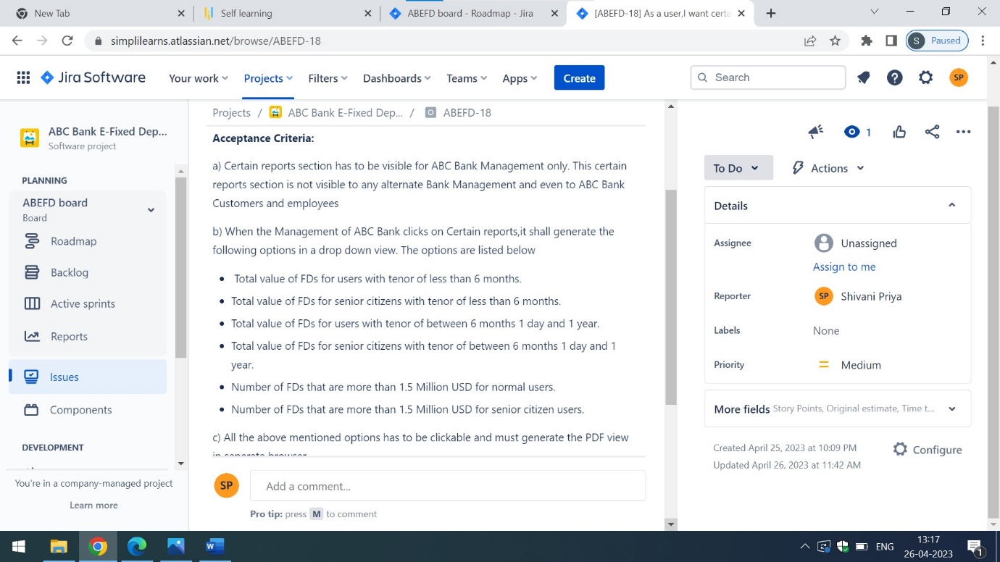 New Tab
Self learning
ABEFD board - Roadmap - Jira
[ABEFD-18] As a user,I want certa
simplilearns.atlassian.net/browse/ABEFD-18
S Paused
Jira Software
Your work
Projects
Filters
Dashboards
Teams
Apps
Create
Search
SP
ABC Bank E-Fixed Dep...
Software project
PLANNING
ABEFD board
Board
Roadmap
Backlog
Active sprints
Reports
Issues
Components
DEVELOPMENT
You're in a company-managed project
Learn more
Projects / ABC Bank E-Fixed Dep... / ABEFD-18
Acceptance Criteria:
a) Certain reports section has to be visible for ABC Bank Management only. This certain
reports section is not visible to any alternate Bank Management and even to ABC Bank
Customers and employees
b) When the Management of ABC Bank clicks on Certain reports,it shall generate the
following options in a drop down view. The options are listed below
• Total value of FDs for users with tenor of less than 6 months.
• Total value of FDs for senior citizens with tenor of less than 6 months.
• Total value of FDs for users with tenor of between 6 months 1 day and 1 year.
• Total value of FDs for senior citizens with tenor of between 6 months 1 day and 1
year.
• Number of FDs that are more than 1.5 Million USD for normal users.
• Number of FDs that are more than 1.5 Million USD for senior citizen users.
c) All the above mentioned options has to be clickable and must generate the PDF view
SP
Add a comment...
Pro tip: press M to comment
1
To Do
Actions
Details
Assignee
Unassigned
Assign to me
Reporter
SP Shivani Priya
Labels
None
Priority
Medium
More fields Story Points, Original estimate, Time t...
Created April 25, 2023 at 10:09 PM
Updated April 26, 2023 at 11:42 AM
Configure
ENG
13:17
26-04-2023
1